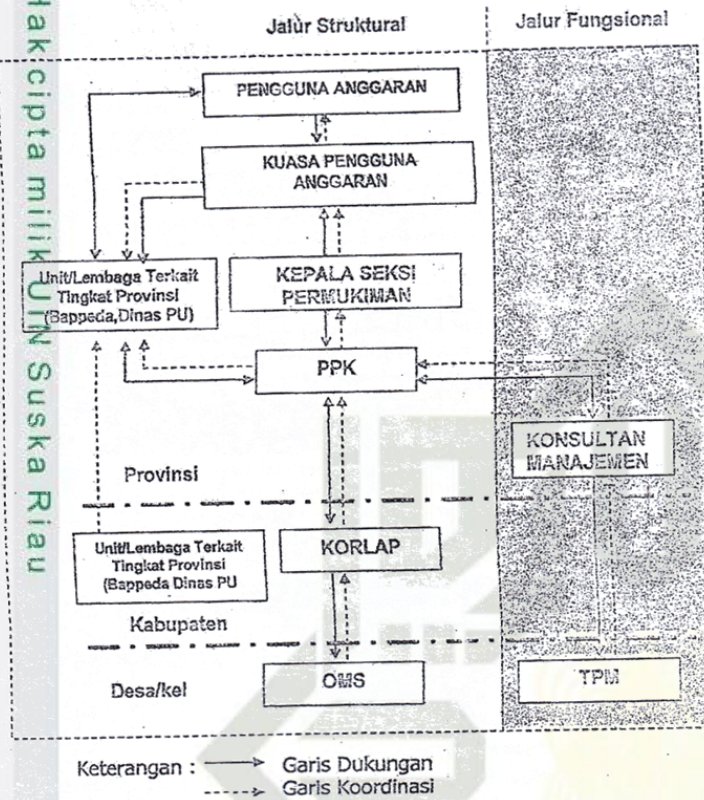 Hak cipta milik UIN Suska Riau
Jalur Struktural
Jalur Fungsional
PENGGUNA ANGGARAN
KUASA PENGGUNA
ANGGARAN
Unit/Lembaga Terkait
Tingkat Provinsi
(Bappeda,Dinas PU)
KEPALA SEKSI
PERMUKIMAN
PPK
KONSULTAN
MANAJEMEN
Provinsi
Unit/Lembaga Terkait
Tingkat Provinsi
(Bappeda Dinas PU
KORLAP
Kabupaten
Desa/kel
OMS
TPM
Keterangan :
Garis Dukungan
Garis Koordinasi